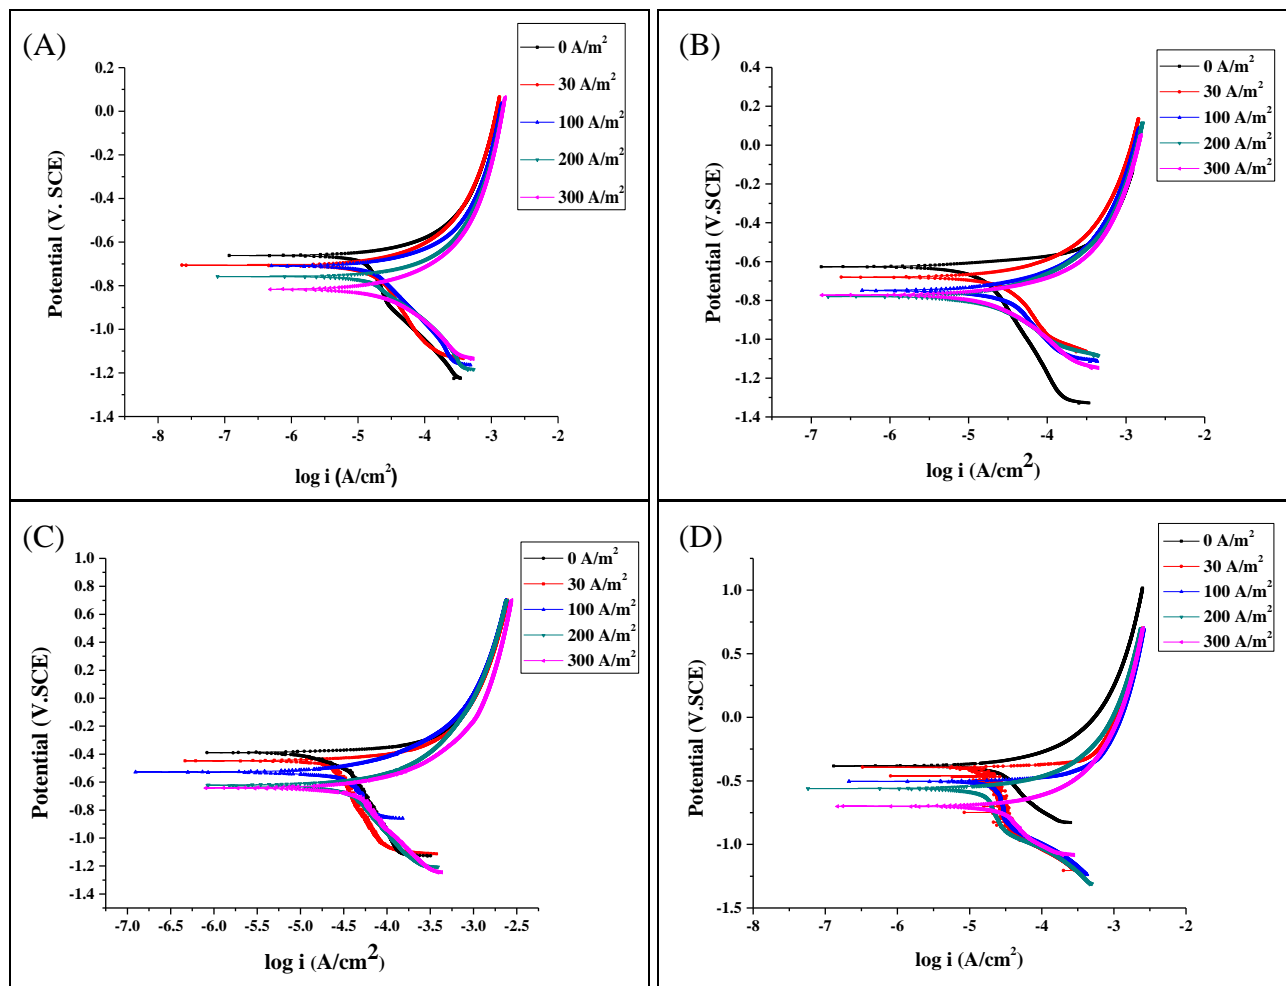 (A)
0 A/m²
30 A/m²
100 A/m²
200 A/m²
300 A/m²
0.2
0.0
-0.2
-0.4
-0.6
-0.8
-1.0
-1.2
-1.4
Potential (V. SCE)
-8 -7 -6 -5 -4 -3 -2
log i (A/cm²)
(B)
0 A/m²
30 A/m²
100 A/m²
200 A/m²
300 A/m²
0.4
0.2
0.0
-0.2
-0.4
-0.6
-0.8
-1.0
-1.2
-1.4
Potential (V.SCE)
-7 -6 -5 -4 -3 -2
log i (A/cm²)
(C)
0 A/m²
30 A/m²
100 A/m²
200 A/m²
300 A/m²
1.0
0.8
0.6
0.4
0.2
0.0
-0.2
-0.4
-0.6
-0.8
-1.0
-1.2
-1.4
Potential (V.SCE)
-7.0 -6.5 -6.0 -5.5 -5.0 -4.5 -4.0 -3.5 -3.0 -2.5
log i (A/cm²)
(D)
0 A/m²
30 A/m²
100 A/m²
200 A/m²
300 A/m²
1.0
0.5
0.0
-0.5
-1.0
-1.5
Potential (V.SCE)
-8 -7 -6 -5 -4 -3 -2
log i (A/cm²)